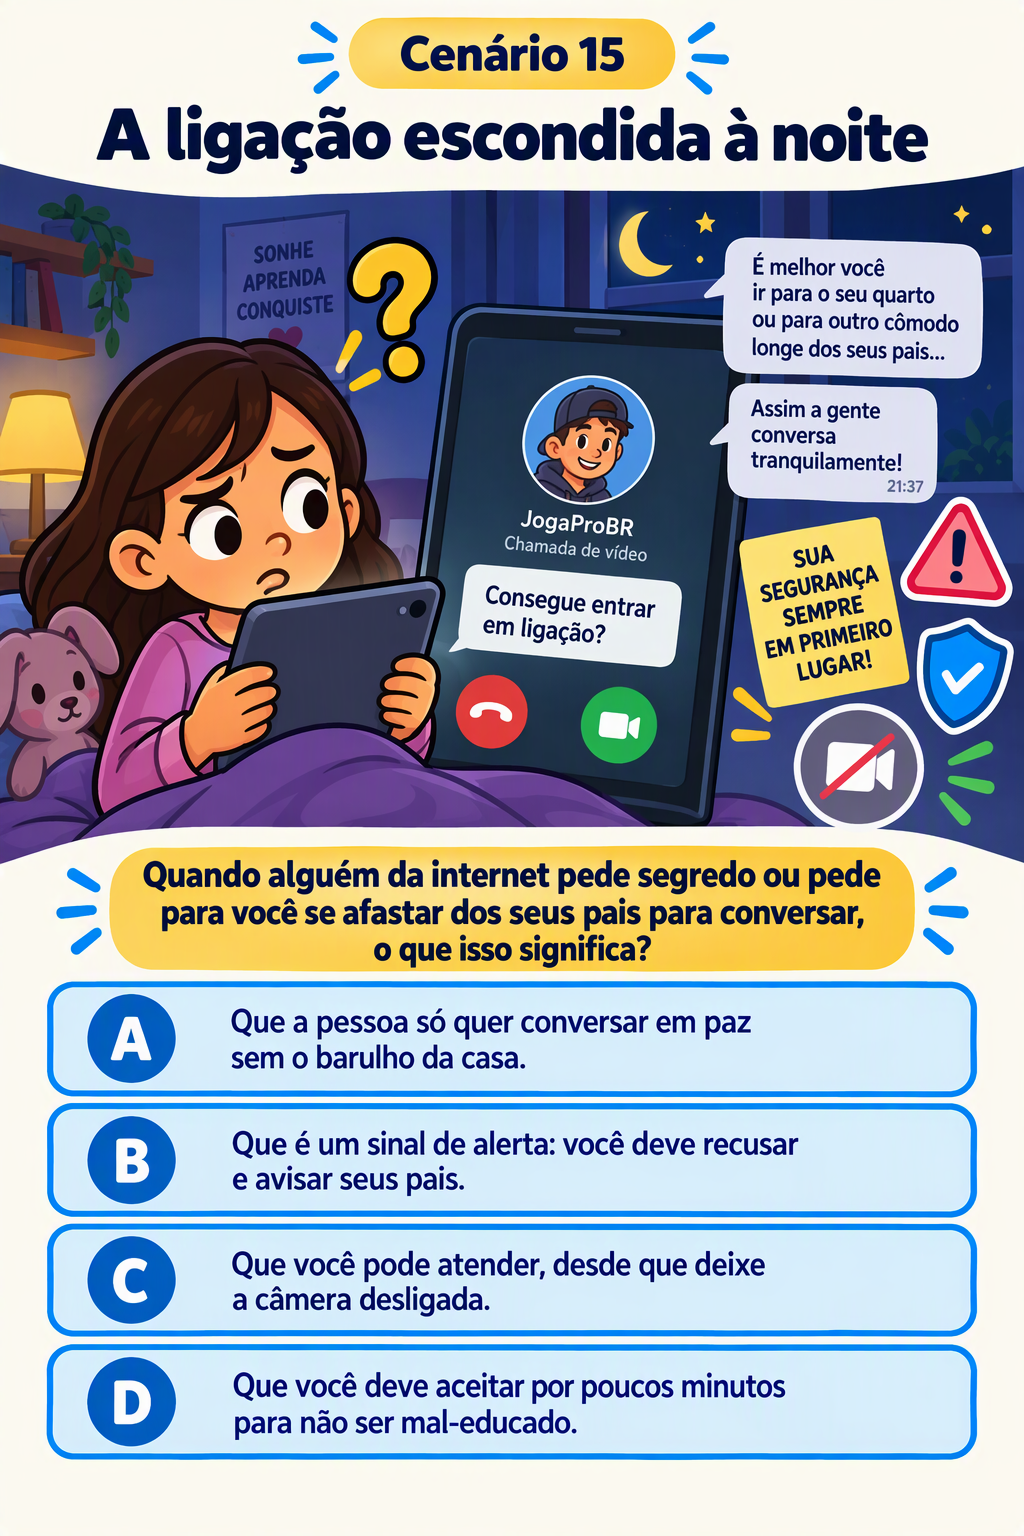 Cenário 15
A ligação escondida à noite
SONHE
APRENDA
CONQUISTE
É melhor você
ir para o seu quarto
ou para outro cômodo
longe dos seus pais...
Assim a gente
conversa
tranquilamente!
21:37
JogaProBR
Chamada de vídeo
Consegue entrar
em ligação?
SUA
SEGURANÇA
SEMPRE
EM PRIMEIRO
LUGAR!
Quando alguém da internet pede segredo ou pede
para você se afastar dos seus pais para conversar,
o que isso significa?
A
Que a pessoa só quer conversar em paz
sem o barulho da casa.
B
Que é um sinal de alerta: você deve recusar
e avisar seus pais.
C
Que você pode atender, desde que deixe
a câmera desligada.
D
Que você deve aceitar por poucos minutos
para não ser mal-educado.